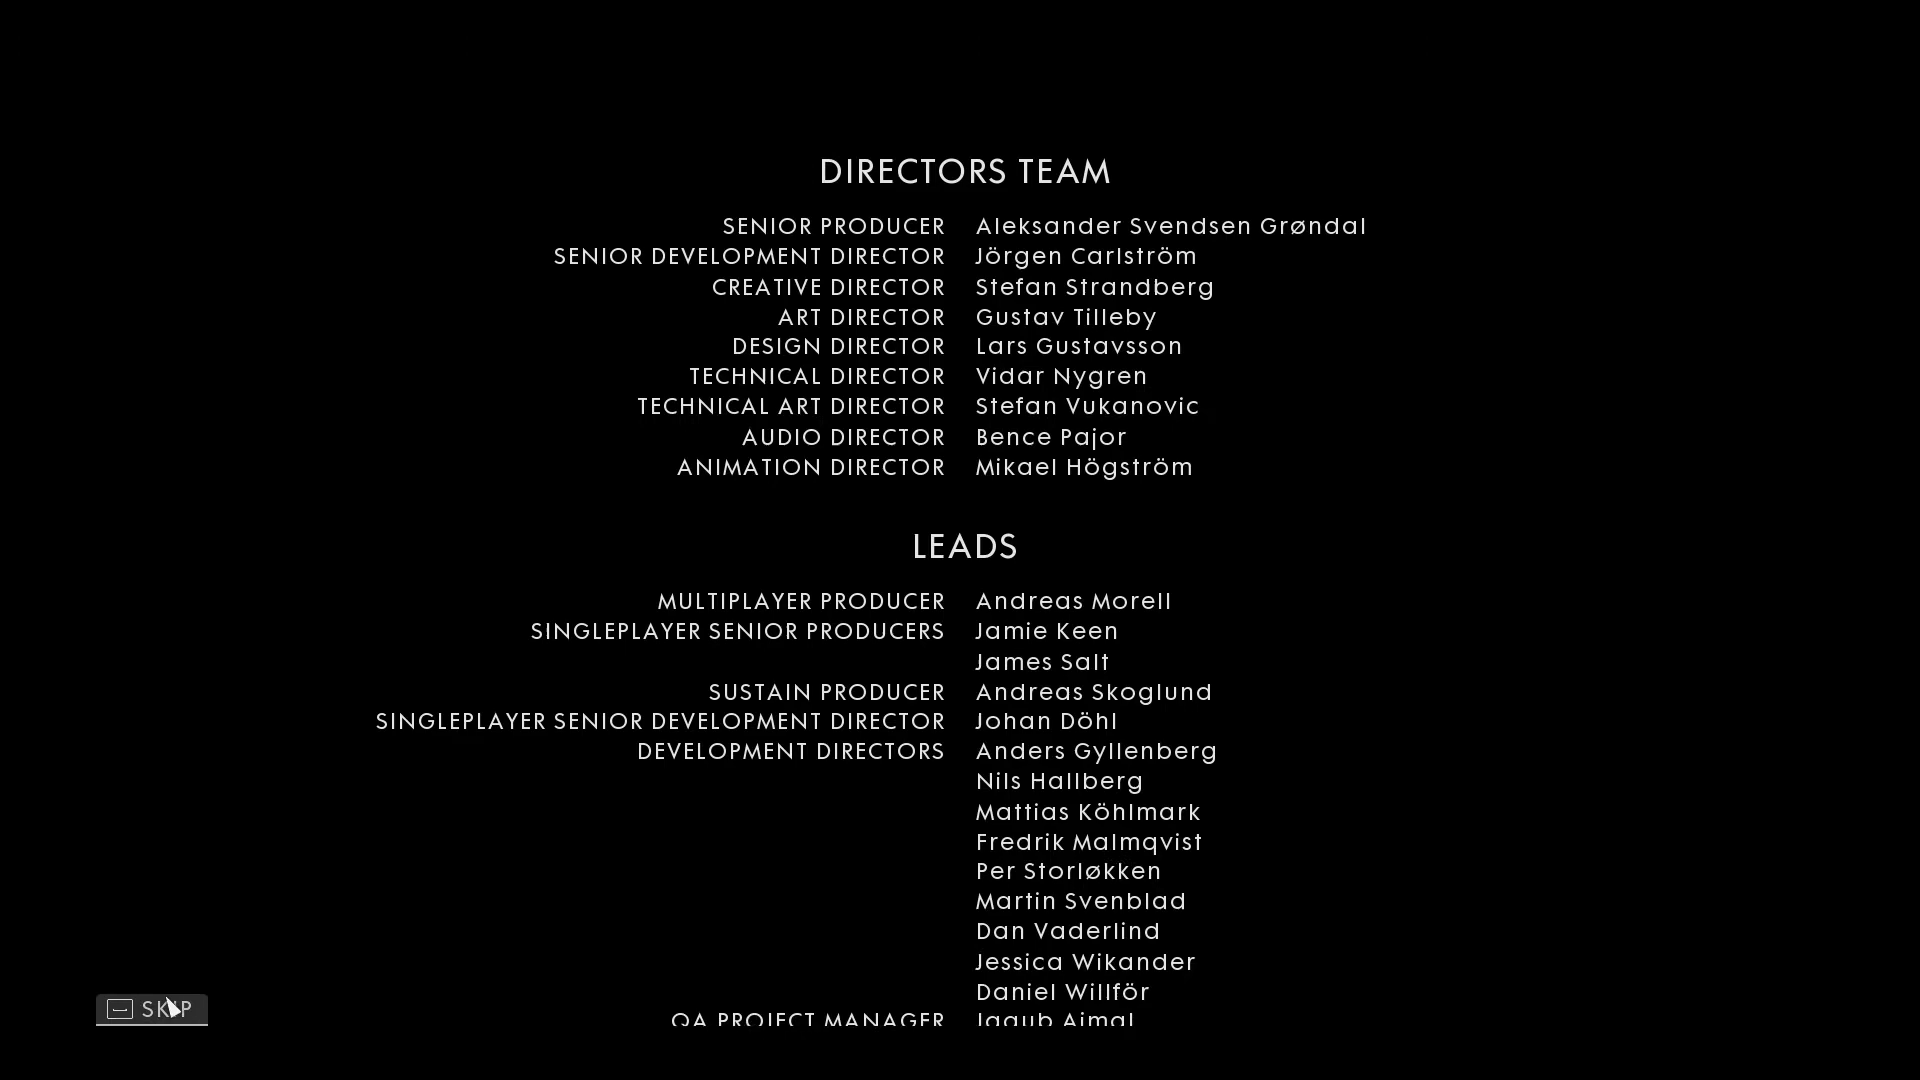 DIRECTORS TEAM
SENIOR PRODUCER Aleksander Svendsen Grøndal
SENIOR DEVELOPMENT DIRECTOR Jörgen Carlström
CREATIVE DIRECTOR Stefan Strandberg
ART DIRECTOR Gustav Tilleby
DESIGN DIRECTOR Lars Gustavsson
TECHNICAL DIRECTOR Vidar Nygren
TECHNICAL ART DIRECTOR Stefan Vukanovic
AUDIO DIRECTOR Bence Pajor
ANIMATION DIRECTOR Mikael Högström
LEADS
MULTIPLAYER PRODUCER Andreas Morell
SINGLEPLAYER SENIOR PRODUCERS Jamie Keen
James Salt
SUSTAIN PRODUCER Andreas Skoglund
SINGLEPLAYER SENIOR DEVELOPMENT DIRECTOR Johan Döhl
DEVELOPMENT DIRECTORS Anders Gyllenberg
Nils Hallberg
Mattias Köhlmark
Fredrik Malmqvist
Per Storløkken
Martin Svenblad
Dan Vaderlind
Jessica Wikander
Daniel Willför
SKIP
QA PROJECT MANAGER